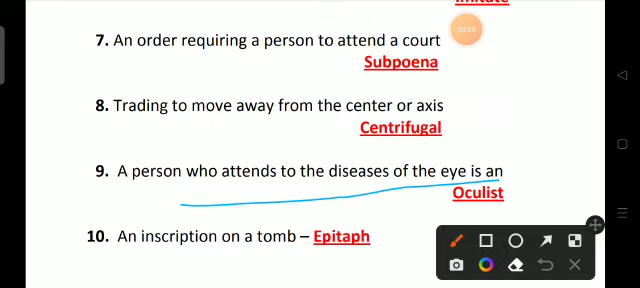 Imitate
7. An order requiring a person to attend a court
Subpoena
8. Trading to move away from the center or axis
Centrifugal
9. A person who attends to the diseases of the eye is an
Oculist
10. An inscription on a tomb – Epitaph